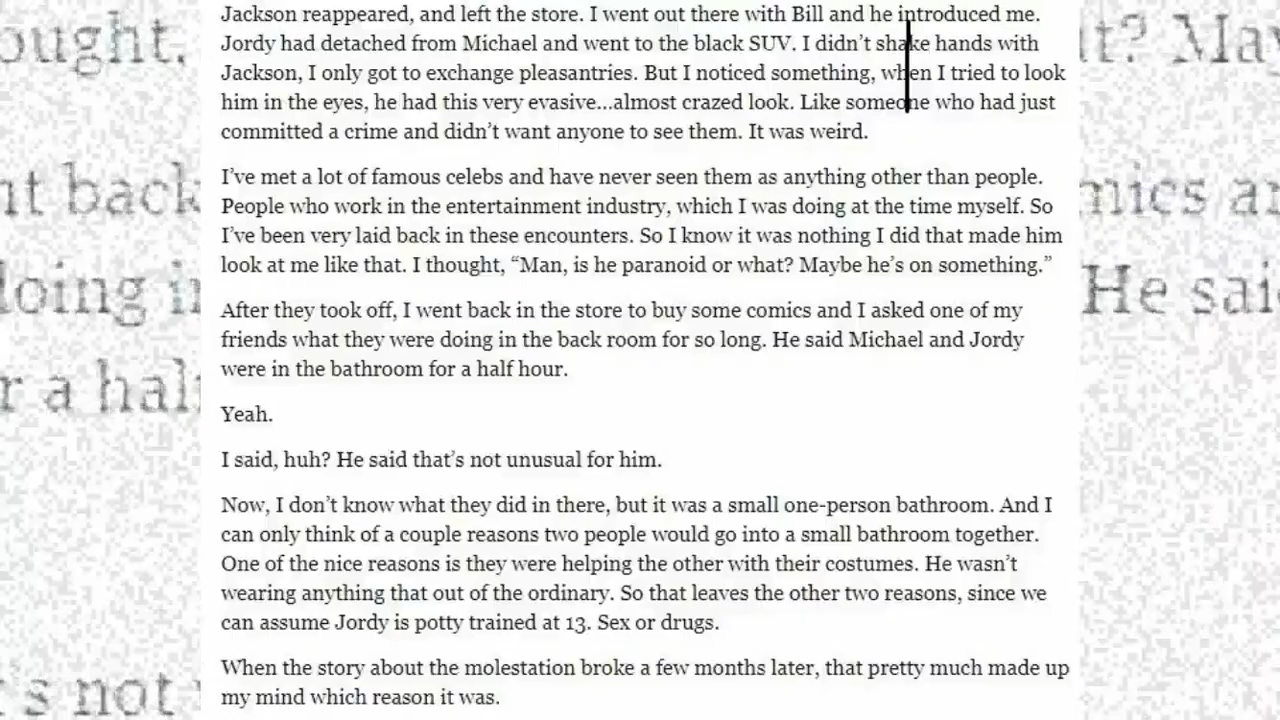 Jackson reappeared, and left the store. I went out there with Bill and he introduced me.
Jordy had detached from Michael and went to the black SUV. I didn’t shake hands with
Jackson, I only got to exchange pleasantries. But I noticed something, when I tried to look
him in the eyes, he had this very evasive...almost crazed look. Like someone who had just
committed a crime and didn’t want anyone to see them. It was weird.
I’ve met a lot of famous celebs and have never seen them as anything other than people.
People who work in the entertainment industry, which I was doing at the time myself. So
I’ve been very laid back in these encounters. So I know it was nothing I did that made him
look at me like that. I thought, “Man, is he paranoid or what? Maybe he’s on something.”
After they took off, I went back in the store to buy some comics and I asked one of my
friends what they were doing in the back room for so long. He said Michael and Jordy
were in the bathroom for a half hour.
Yeah.
I said, huh? He said that’s not unusual for him.
Now, I don’t know what they did in there, but it was a small one-person bathroom. And I
can only think of a couple reasons two people would go into a small bathroom together.
One of the nice reasons is they were helping the other with their costumes. He wasn’t
wearing anything that out of the ordinary. So that leaves the other two reasons, since we
can assume Jordy is potty trained at 13. Sex or drugs.
When the story about the molestation broke a few months later, that pretty much made up
my mind which reason it was.